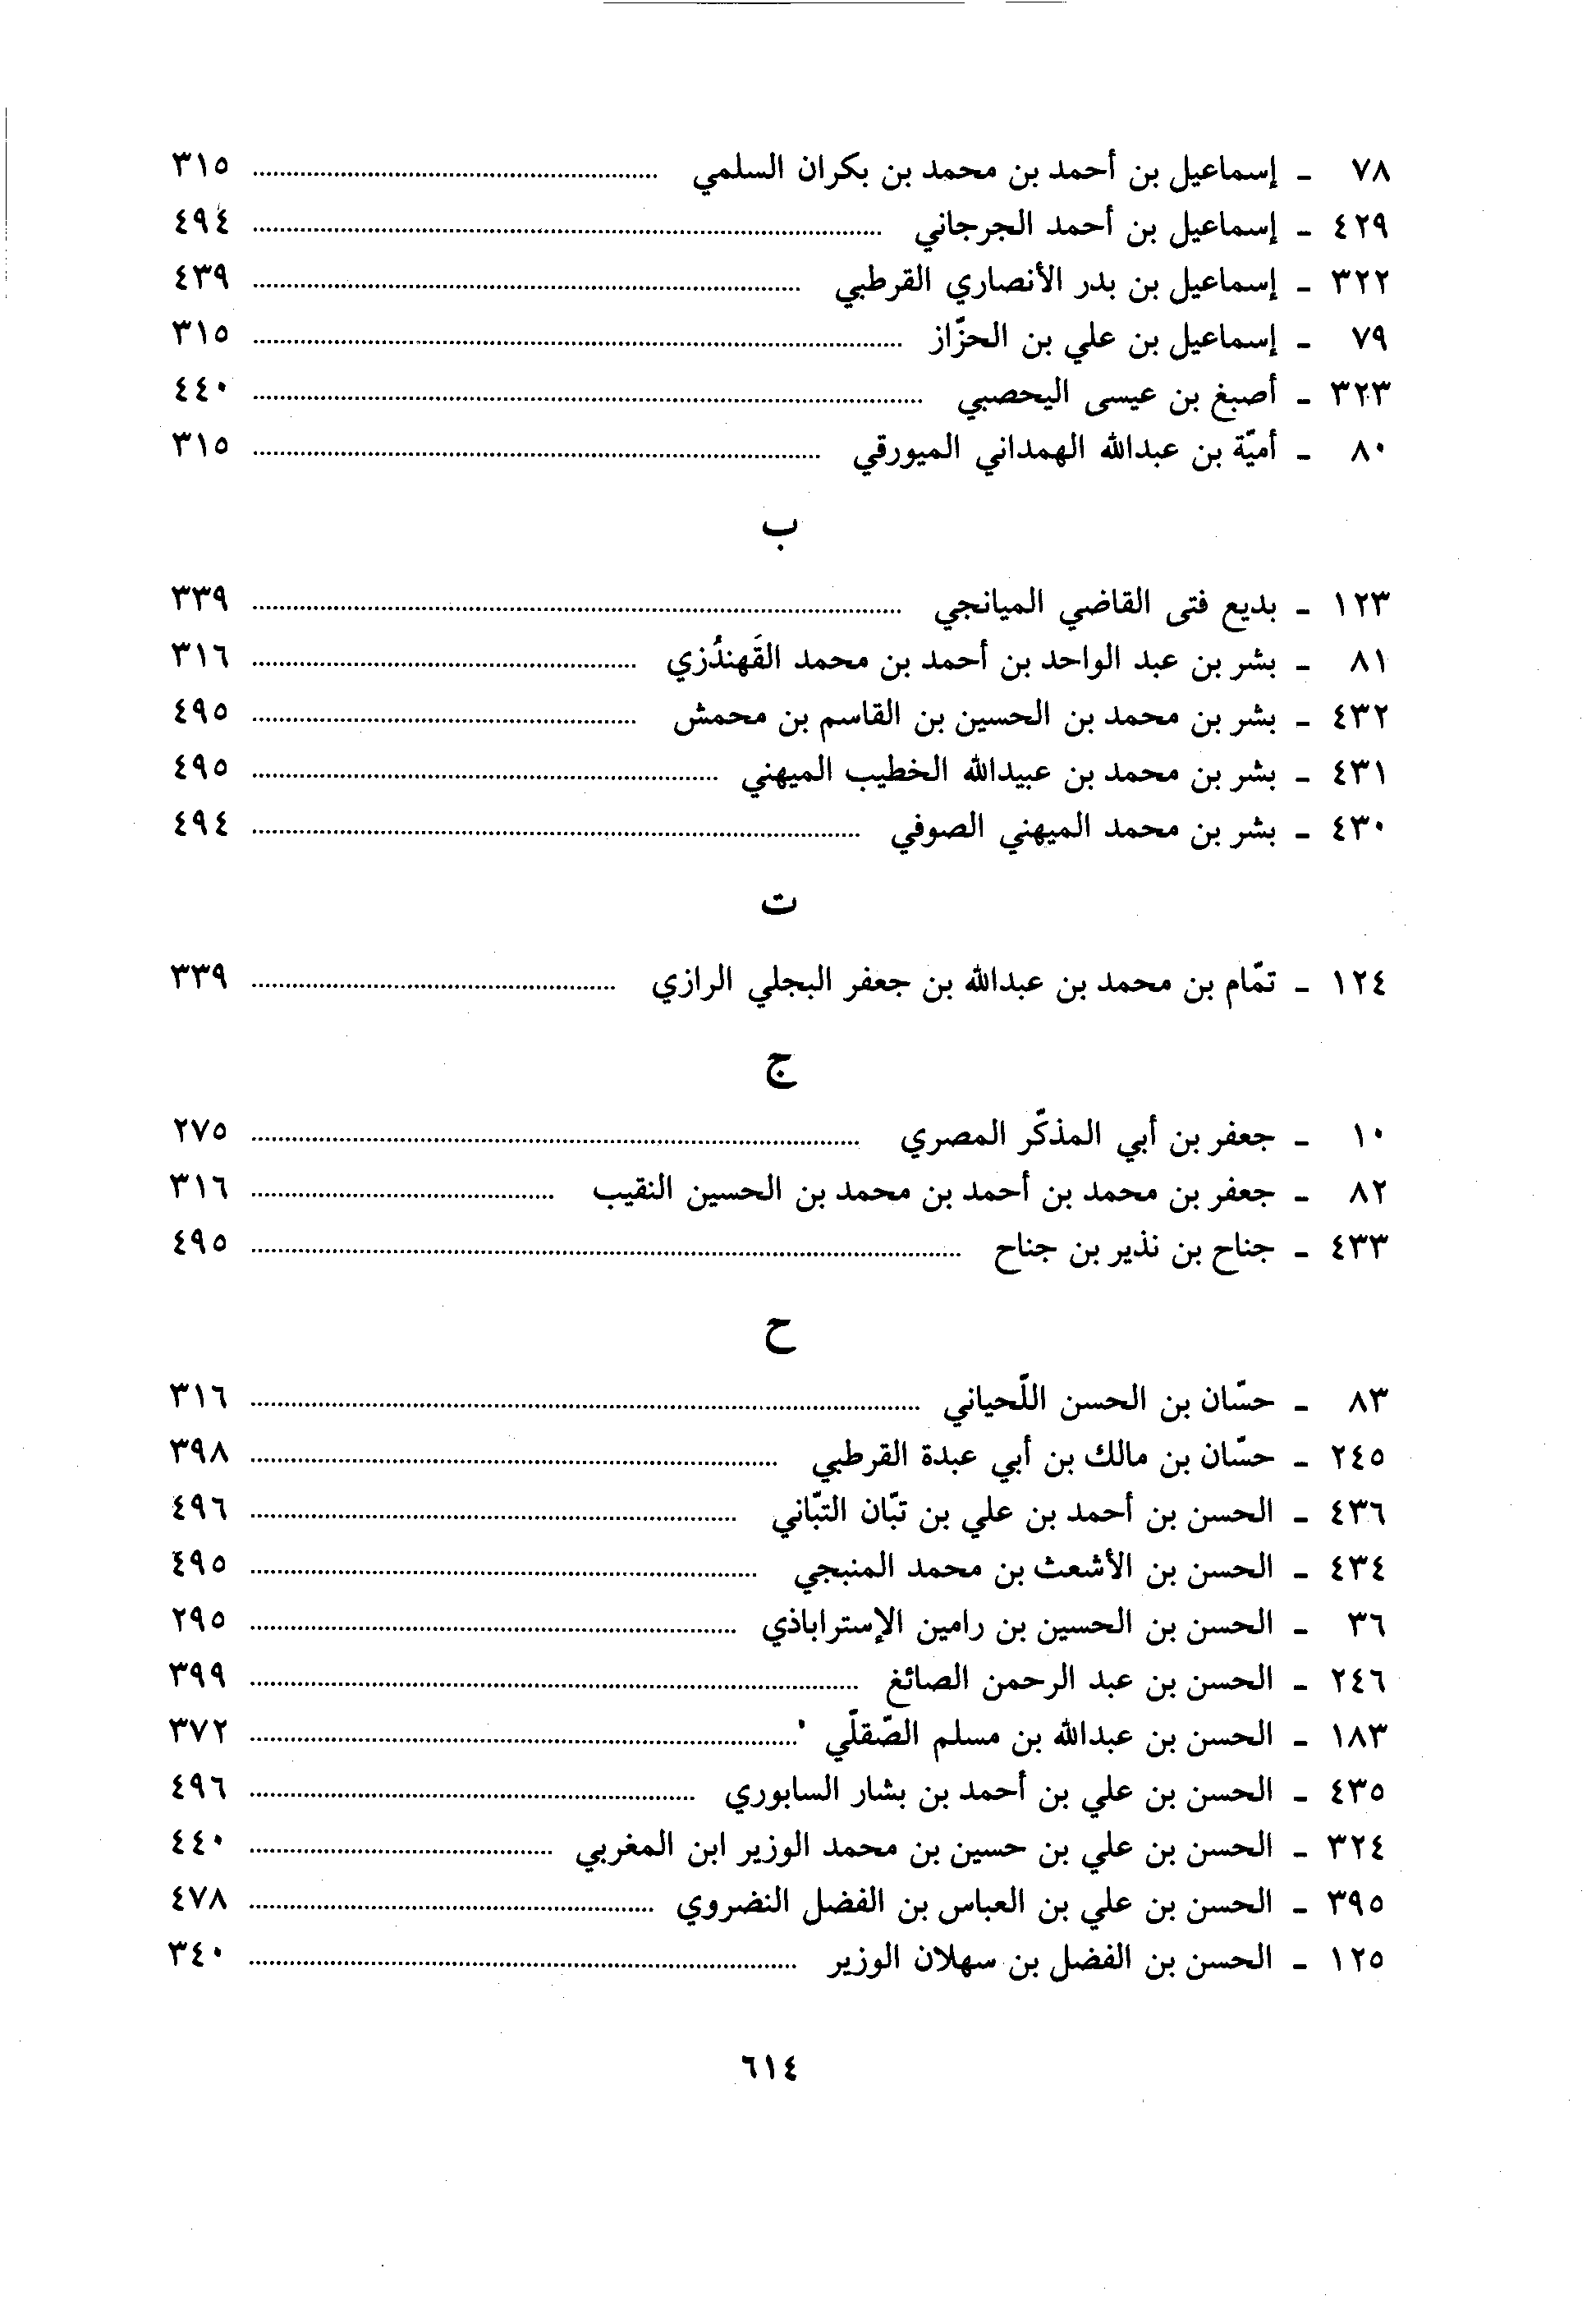 ٧٨ ـ إسماعيل بن أحمد بن محمد بن بكران السلمي ........ ٣١٥
٤٢٩ ـ إسماعيل بن أحمد الجرجاني ........ ٤٩٤
٣٢٢ ـ إسماعيل بن بدر الأنصاري القرطبي ........ ٤٣٩
٧٩ ـ إسماعيل بن علي بن الحزّاز ........ ٣١٥
٣٢٣ ـ أصبغ بن عيسى اليحصبي ........ ٤٤٠
٨٠ ـ أميّة بن عبدالله الهمداني الميورقي ........ ٣١٥
ب
١٢٣ ـ بديع فتى القاضي الميانجي ........ ٣٣٩
٨١ ـ بشر بن عبد الواحد بن أحمد بن محمد القَهندُزي ........ ٣١٦
٤٣٢ ـ بشر بن محمد بن الحسين بن القاسم بن محمش ........ ٤٩٥
٤٣١ ـ بشر بن محمد بن عبيدالله الخطيب الميهني ........ ٤٩٥
٤٣٠ ـ بشر بن محمد الميهني الصوفي ........ ٤٩٤
ت
١٢٤ ـ تمّام بن محمد بن عبدالله بن جعفر البجلي الرازي ........ ٣٣٩
ج
١٠ ـ جعفر بن أبي المذكّر المصري ........ ٢٧٥
٨٢ ـ جعفر بن محمد بن أحمد بن محمد بن الحسين النقيب ........ ٣١٦
٤٣٣ ـ جناح بن نذير بن جناح ........ ٤٩٥
ح
٨٣ ـ حسّان بن الحسن اللّحياني ........ ٣١٦
٢٤٥ ـ حسّان بن مالك بن أبي عبدة القرطبي ........ ٣٩٨
٤٣٦ ـ الحسن بن أحمد بن علي بن تبّان التبّاني ........ ٤٩٦
٤٣٤ ـ الحسن بن الأشعث بن محمد المنبجي ........ ٤٩٥
٣٦ ـ الحسن بن الحسين بن رامين الإستراباذي ........ ٢٩٥
٢٤٦ ـ الحسن بن عبد الرحمن الصائغ ........ ٣٩٩
١٨٣ ـ الحسن بن عبدالله بن مسلم الصّقلّي ........ ٣٧٢
٤٣٥ ـ الحسن بن علي بن أحمد بن بشار السابوري ........ ٤٩٦
٣٢٤ ـ الحسن بن علي بن حسين بن محمد الوزير ابن المغربي ........ ٤٤٠
٣٩٥ ـ الحسن بن علي بن العباس بن الفضل النضروي ........ ٤٧٨
١٢٥ ـ الحسن بن الفضل بن سهلان الوزير ........ ٣٤٠
٦١٤